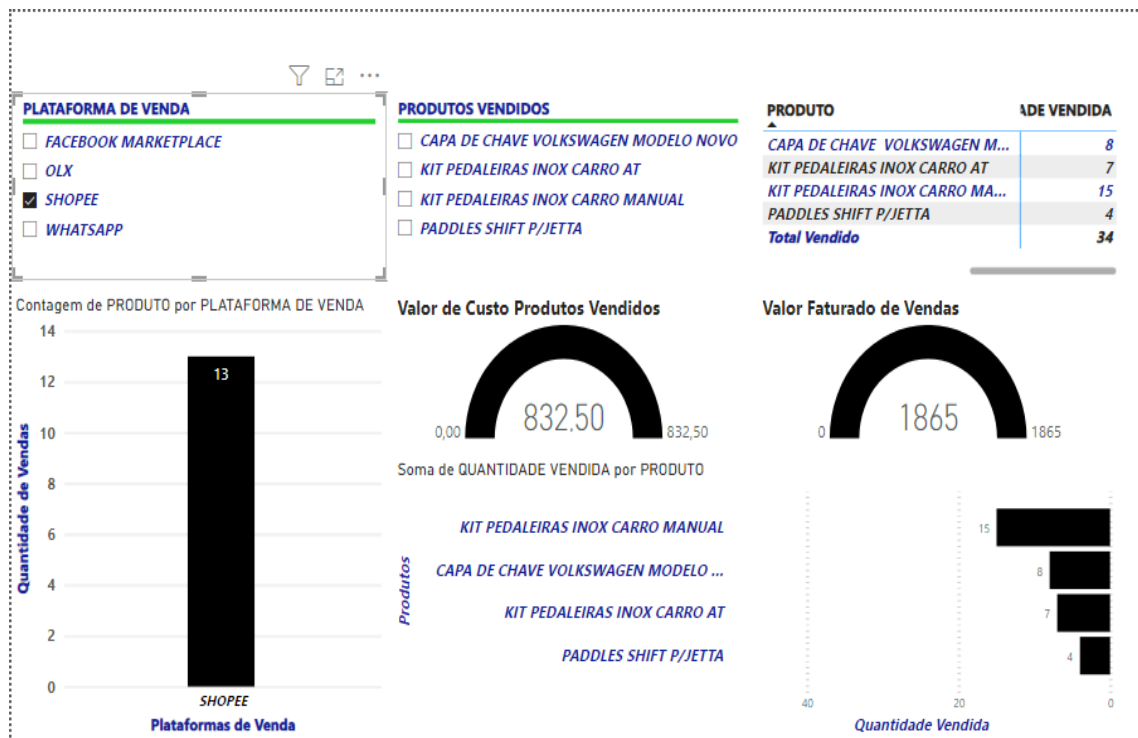 PLATAFORMA DE VENDA
FACEBOOK MARKETPLACE
OLX
SHOPEE
WHATSAPP
PRODUTOS VENDIDOS
CAPA DE CHAVE VOLKSWAGEN MODELO NOVO
KIT PEDALEIRAS INOX CARRO AT
KIT PEDALEIRAS INOX CARRO MANUAL
PADDLES SHIFT P/JETTA
PRODUTO ADE VENDIDA
CAPA DE CHAVE VOLKSWAGEN M... 8
KIT PEDALEIRAS INOX CARRO AT 7
KIT PEDALEIRAS INOX CARRO MA... 15
PADDLES SHIFT P/JETTA 4
Total Vendido 34
Contagem de PRODUTO por PLATAFORMA DE VENDA
Quantidade de Vendas
14
12
10
8
6
4
2
0
13
SHOPEE
Plataformas de Venda
Valor de Custo Produtos Vendidos
832,50
0,00 832,50
Valor Faturado de Vendas
1865
0 1865
Soma de QUANTIDADE VENDIDA por PRODUTO
Produtos
KIT PEDALEIRAS INOX CARRO MANUAL 15
CAPA DE CHAVE VOLKSWAGEN MODELO ... 8
KIT PEDALEIRAS INOX CARRO AT 7
PADDLES SHIFT P/JETTA 4
40 20 0
Quantidade Vendida